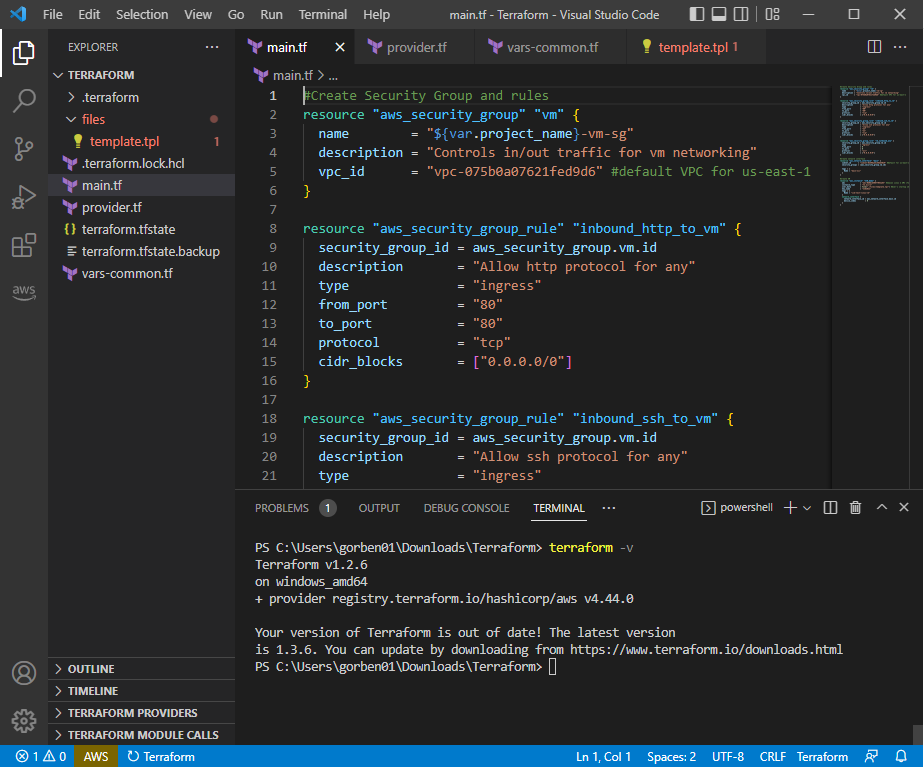 File Edit Selection View Go Run Terminal Help main.tf - Terraform - Visual Studio Code
EXPLORER
TERRAFORM
.terraform
files
template.tpl 1
.terraform.lock.hcl
main.tf
provider.tf
terraform.tfstate
terraform.tfstate.backup
vars-common.tf
aws
OUTLINE
TIMELINE
TERRAFORM PROVIDERS
TERRAFORM MODULE CALLS
main.tf provider.tf vars-common.tf template.tpl 1
main.tf > ...
1 #Create Security Group and rules
2 resource "aws_security_group" "vm" {
3   name        = "${var.project_name}-vm-sg"
4   description = "Controls in/out traffic for vm networking"
5   vpc_id      = "vpc-075b0a07621fed9d6" #default VPC for us-east-1
6 }
7
8 resource "aws_security_group_rule" "inbound_http_to_vm" {
9   security_group_id = aws_security_group.vm.id
10   description       = "Allow http protocol for any"
11   type              = "ingress"
12   from_port         = "80"
13   to_port           = "80"
14   protocol          = "tcp"
15   cidr_blocks       = ["0.0.0.0/0"]
16 }
17
18 resource "aws_security_group_rule" "inbound_ssh_to_vm" {
19   security_group_id = aws_security_group.vm.id
20   description       = "Allow ssh protocol for any"
21   type              = "ingress"
PROBLEMS 1 OUTPUT DEBUG CONSOLE TERMINAL ... powershell
PS C:\Users\gorben01\Downloads\Terraform> terraform -v
Terraform v1.2.6
on windows_amd64
+ provider registry.terraform.io/hashicorp/aws v4.44.0
Your version of Terraform is out of date! The latest version
is 1.3.6. You can update by downloading from https://www.terraform.io/downloads.html
PS C:\Users\gorben01\Downloads\Terraform>
1 0 AWS Terraform Ln 1, Col 1 Spaces: 2 UTF-8 CRLF Terraform